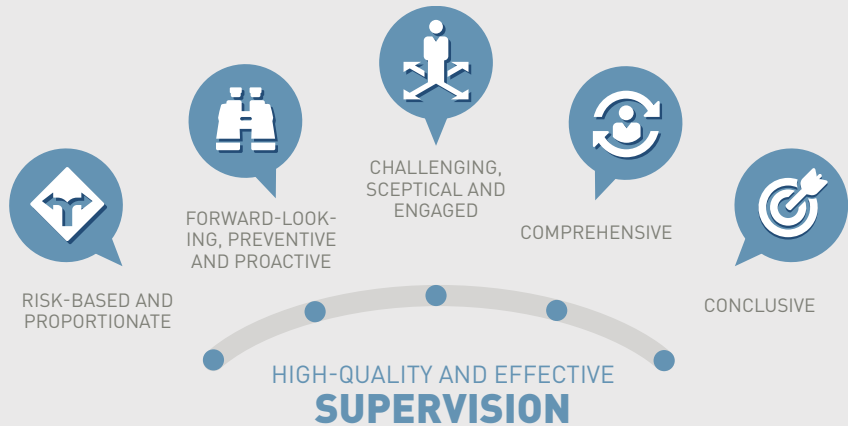 RISK-BASED AND
PROPORTIONATE
FORWARD-LOOK-
ING, PREVENTIVE
AND PROACTIVE
CHALLENGING,
SCEPTICAL AND
ENGAGED
COMPREHENSIVE
CONCLUSIVE
HIGH-QUALITY AND EFFECTIVE
SUPERVISION